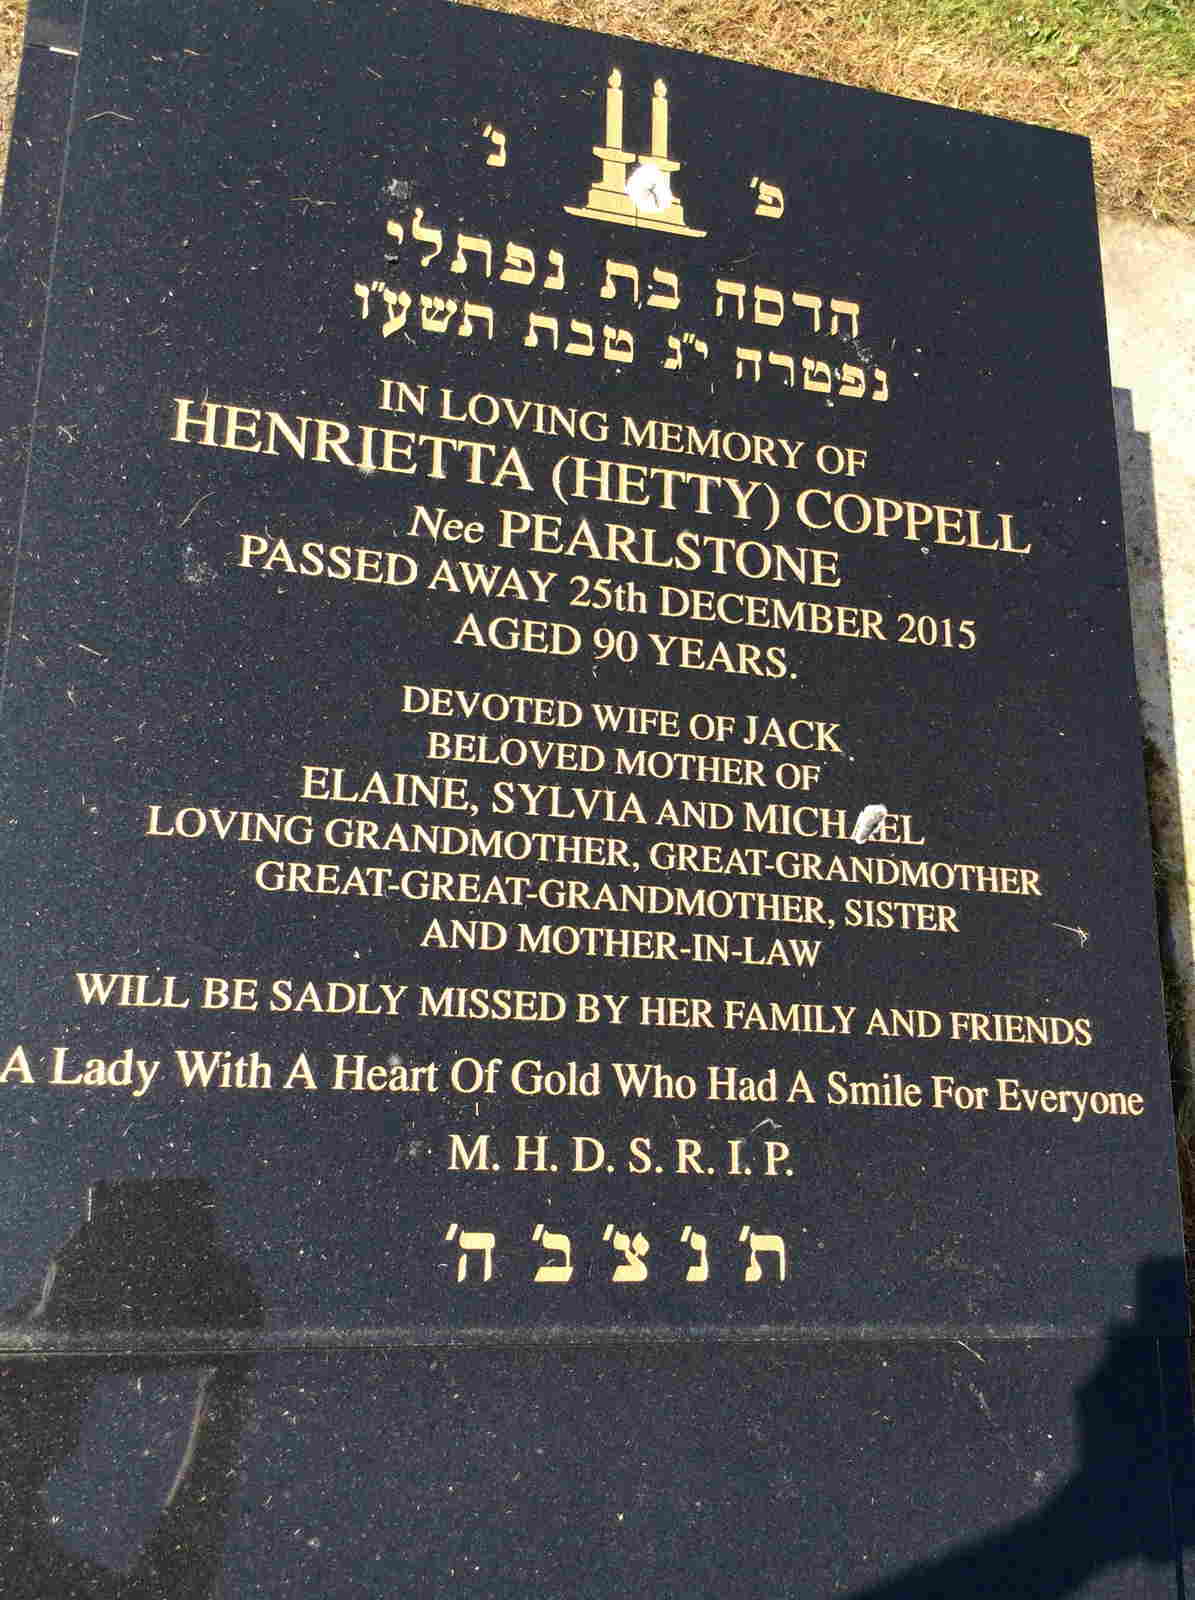 פ׳ נ׳
הדסה בת נפתלי
נפטרה י״ג טבת תשע״ו
IN LOVING MEMORY OF
HENRIETTA (HETTY) COPPELL
Nee PEARLSTONE
PASSED AWAY 25th DECEMBER 2015
AGED 90 YEARS.
DEVOTED WIFE OF JACK
BELOVED MOTHER OF
ELAINE, SYLVIA AND MICHAEL
LOVING GRANDMOTHER, GREAT-GRANDMOTHER
GREAT-GREAT-GRANDMOTHER, SISTER
AND MOTHER-IN-LAW
WILL BE SADLY MISSED BY HER FAMILY AND FRIENDS
A Lady With A Heart Of Gold Who Had A Smile For Everyone
M. H. D. S. R. I. P.
ת׳ נ׳ צ׳ ב׳ ה׳